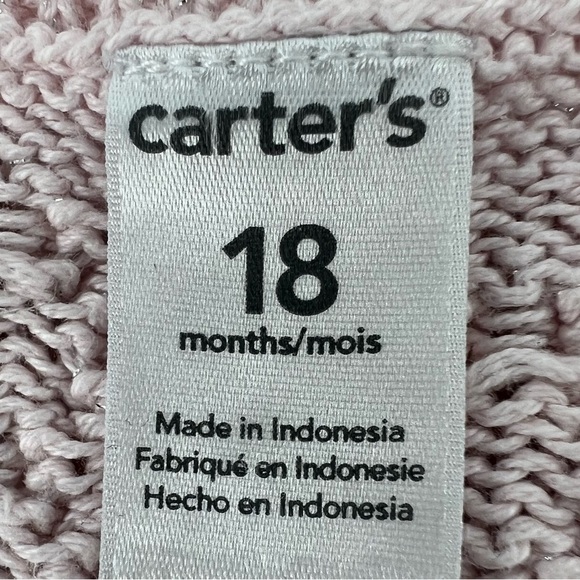 carter's®
18
months/mois
Made in Indonesia
Fabriqué en Indonesie
Hecho en Indonesia